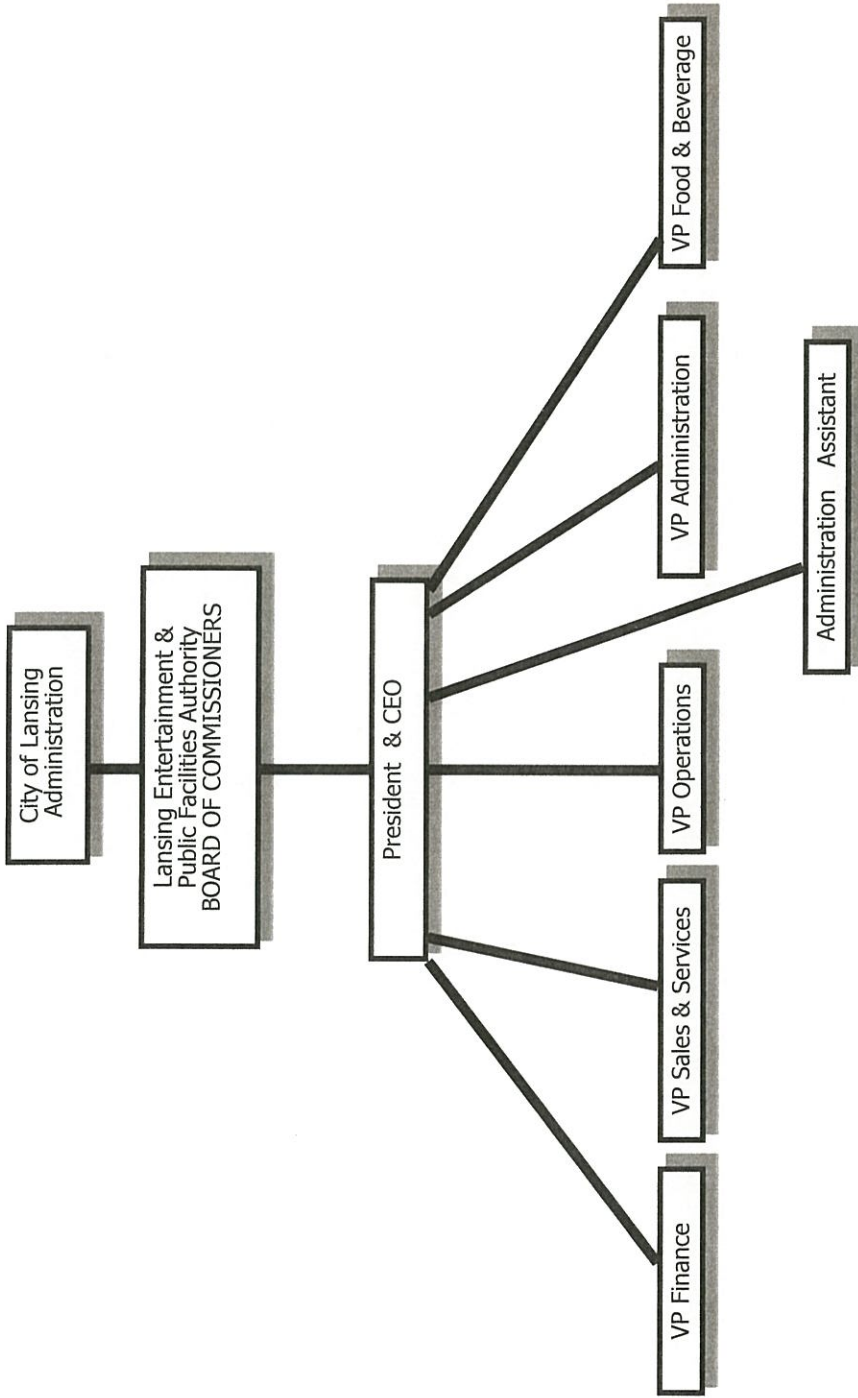 City of Lansing
Administration
Lansing Entertainment &
Public Facilities Authority
BOARD OF COMMISSIONERS
President & CEO
VP Finance
VP Sales & Services
VP Operations
VP Administration
VP Food & Beverage
Administration Assistant